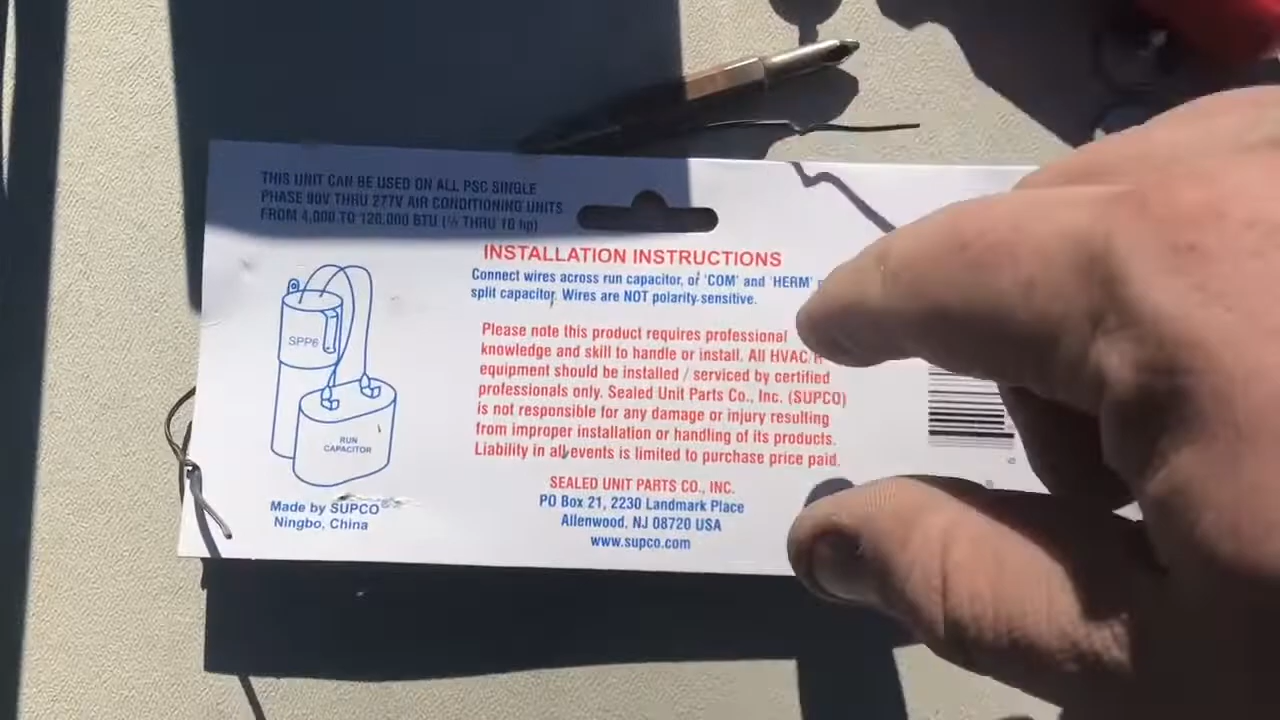 THIS UNIT CAN BE USED ON ALL PSC SINGLE
PHASE 90V THRU 277V AIR CONDITIONING UNITS
FROM 4,000 TO 120,000 BTU (½ THRU 10 hp)
INSTALLATION INSTRUCTIONS
Connect wires across run capacitor, or 'COM' and 'HERM'
split capacitor. Wires are NOT polarity sensitive.
Please note this product requires professional
knowledge and skill to handle or install. All HVAC/R
equipment should be installed / serviced by certified
professionals only. Sealed Unit Parts Co., Inc. (SUPCO)
is not responsible for any damage or injury resulting
from improper installation or handling of its products.
Liability in all events is limited to purchase price paid.
SPP6
RUN
CAPACITOR
Made by SUPCO®
Ningbo, China
SEALED UNIT PARTS CO., INC.
PO Box 21, 2230 Landmark Place
Allenwood, NJ 08720 USA
www.supco.com